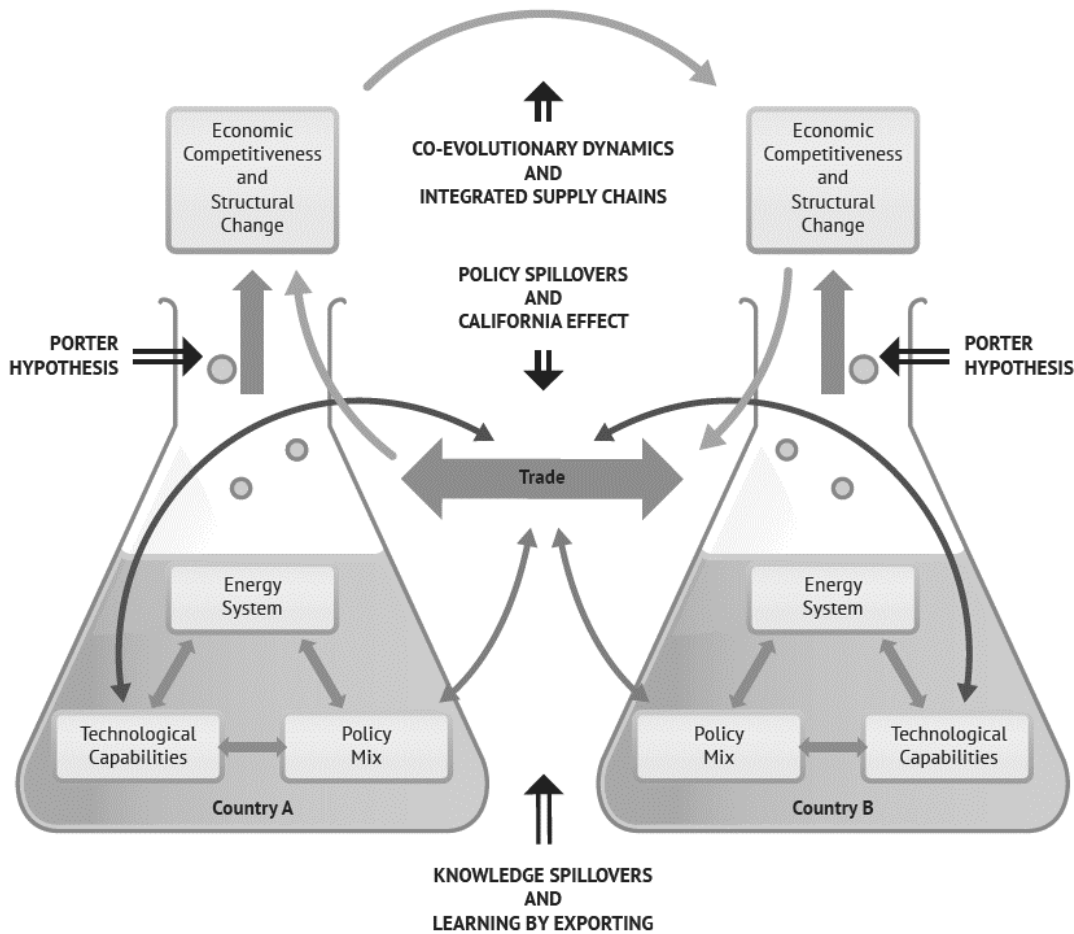 Economic
Competitiveness
and
Structural
Change
CO-EVOLUTIONARY DYNAMICS
AND
INTEGRATED SUPPLY CHAINS
Economic
Competitiveness
and
Structural
Change
POLICY SPILLOVERS
AND
CALIFORNIA EFFECT
PORTER
HYPOTHESIS
PORTER
HYPOTHESIS
Trade
Energy
System
Technological
Capabilities
Policy
Mix
Country A
Energy
System
Policy
Mix
Technological
Capabilities
Country B
KNOWLEDGE SPILLOVERS
AND
LEARNING BY EXPORTING